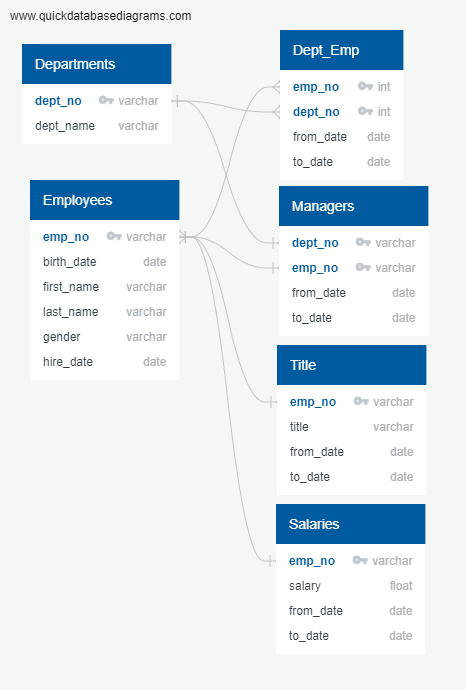 www.quickdatabasediagrams.com
Departments
dept_no varchar
dept_name varchar
Employees
emp_no varchar
birth_date date
first_name varchar
last_name varchar
gender varchar
hire_date date
Dept_Emp
emp_no int
dept_no int
from_date date
to_date date
Managers
dept_no varchar
emp_no varchar
from_date date
to_date date
Title
emp_no varchar
title varchar
from_date date
to_date date
Salaries
emp_no varchar
salary float
from_date date
to_date date